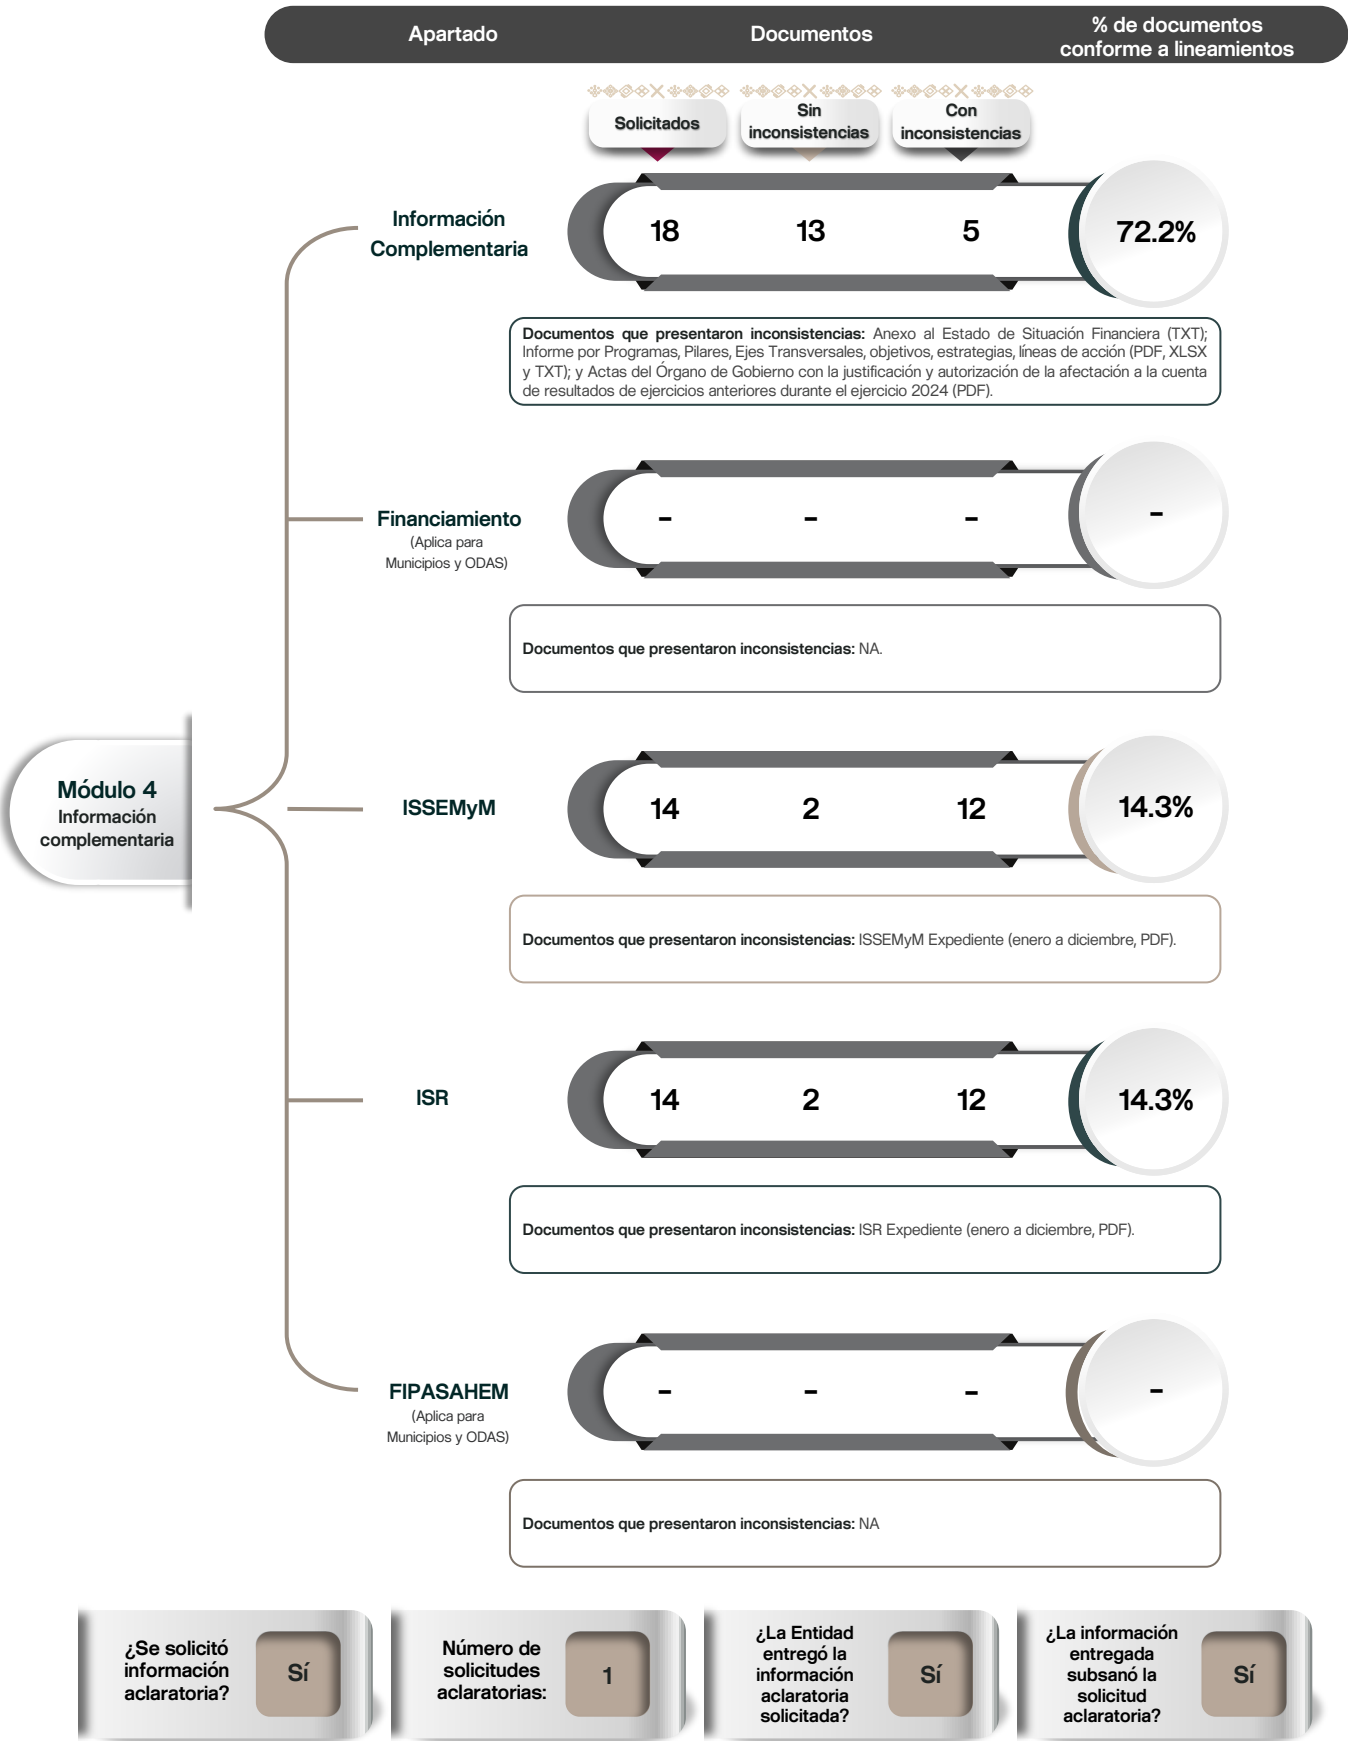 Apartado
Documentos
% de documentos
conforme a lineamientos
Solicitados
Sin
inconsistencias
Con
inconsistencias
Información
Complementaria
18
13
5
72.2%
Documentos que presentaron inconsistencias: Anexo al Estado de Situación Financiera (TXT);
Informe por Programas, Pilares, Ejes Transversales, objetivos, estrategias, líneas de acción (PDF, XLSX
y TXT); y Actas del Órgano de Gobierno con la justificación y autorización de la afectación a la cuenta
de resultados de ejercicios anteriores durante el ejercicio 2024 (PDF).
Financiamiento
(Aplica para
Municipios y ODAS)
-
-
-
-
Documentos que presentaron inconsistencias: NA.
Módulo 4
Información
complementaria
ISSEMyM
14
2
12
14.3%
Documentos que presentaron inconsistencias: ISSEMyM Expediente (enero a diciembre, PDF).
ISR
14
2
12
14.3%
Documentos que presentaron inconsistencias: ISR Expediente (enero a diciembre, PDF).
FIPASAHEM
(Aplica para
Municipios y ODAS)
-
-
-
-
Documentos que presentaron inconsistencias: NA
¿Se solicitó
información
aclaratoria?
Sí
Número de
solicitudes
aclaratorias:
1
¿La Entidad
entregó la
información
aclaratoria
solicitada?
Sí
¿La información
entregada
subsanó la
solicitud
aclaratoria?
Sí